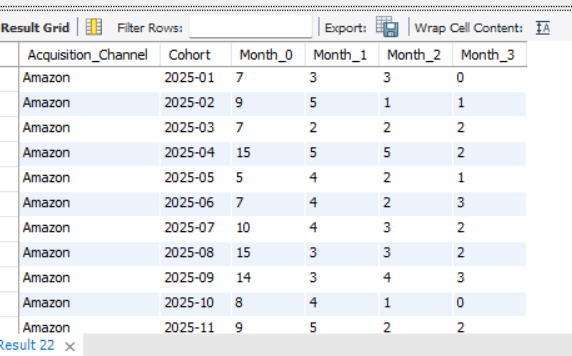 Result Grid Filter Rows: Export: Wrap Cell Content: IA
Acquisition_Channel Cohort Month_0 Month_1 Month_2 Month_3
Amazon 2025-01 7 3 3 0
Amazon 2025-02 9 5 1 1
Amazon 2025-03 7 2 2 2
Amazon 2025-04 15 5 5 2
Amazon 2025-05 5 4 2 1
Amazon 2025-06 7 4 2 3
Amazon 2025-07 10 4 3 2
Amazon 2025-08 15 3 3 2
Amazon 2025-09 14 3 4 3
Amazon 2025-10 8 4 1 0
Amazon 2025-11 9 5 2 2
Result 22 ×